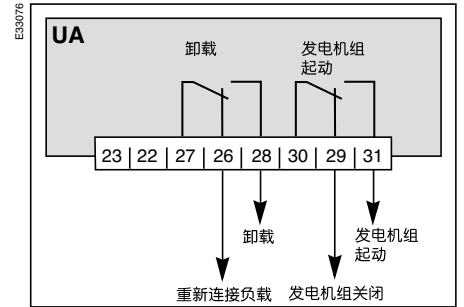 E33076
UA
卸载
发电机组
起动
23 | 22 | 27 | 26 | 28 | 30 | 29 | 31
卸载
发电机组
起动
重新连接负载
发电机组关闭